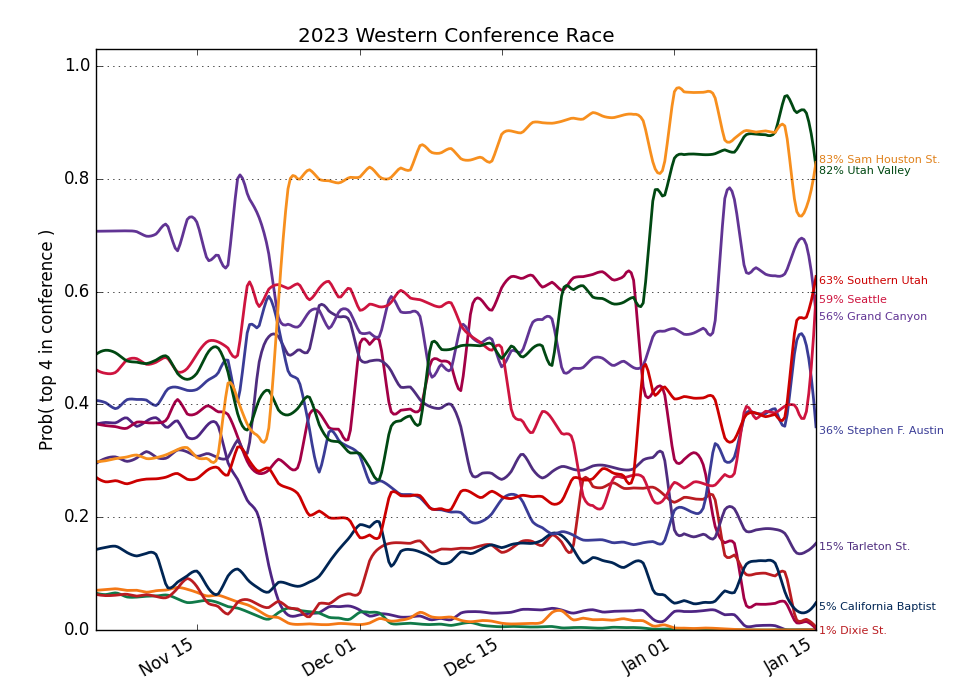 2023 Western Conference Race
Prob( top 4 in conference )
1.0
0.8
0.6
0.4
0.2
0.0
Nov 15
Dec 01
Dec 15
Jan 01
Jan 15
83% Sam Houston St.
82% Utah Valley
63% Southern Utah
59% Seattle
56% Grand Canyon
36% Stephen F. Austin
15% Tarleton St.
5% California Baptist
1% Dixie St.